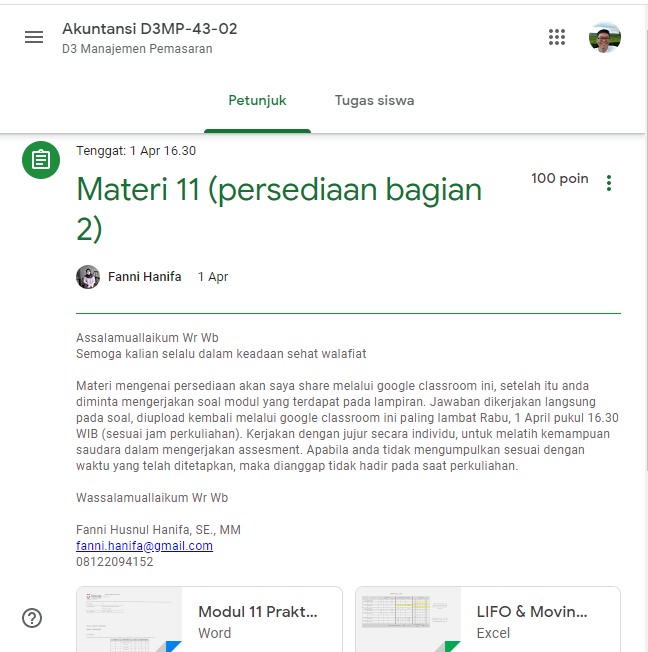 Akuntansi D3MP-43-02
D3 Manajemen Pemasaran
Petunjuk
Tugas siswa
Tenggat: 1 Apr 16.30
Materi 11 (persediaan bagian
2)
100 poin
Fanni Hanifa 1 Apr
Assalamuallaikum Wr Wb
Semoga kalian selalu dalam keadaan sehat walafiat
Materi mengenai persediaan akan saya share melalui google classroom ini, setelah itu anda
diminta mengerjakan soal modul yang terdapat pada lampiran. Jawaban dikerjakan langsung
pada soal, diupload kembali melalui google classroom ini paling lambat Rabu, 1 April pukul 16.30
WIB (sesuai jam perkuliahan). Kerjakan dengan jujur secara individu, untuk melatih kemampuan
saudara dalam mengerjakan assesment. Apabila anda tidak mengumpulkan sesuai dengan
waktu yang telah ditetapkan, maka dianggap tidak hadir pada saat perkuliahan.
Wassalamuallaikum Wr Wb
Fanni Husnul Hanifa, SE., MM
fanni.hanifa@gmail.com
08122094152
Modul 11 Prakt...
Word
LIFO & Movin...
Excel